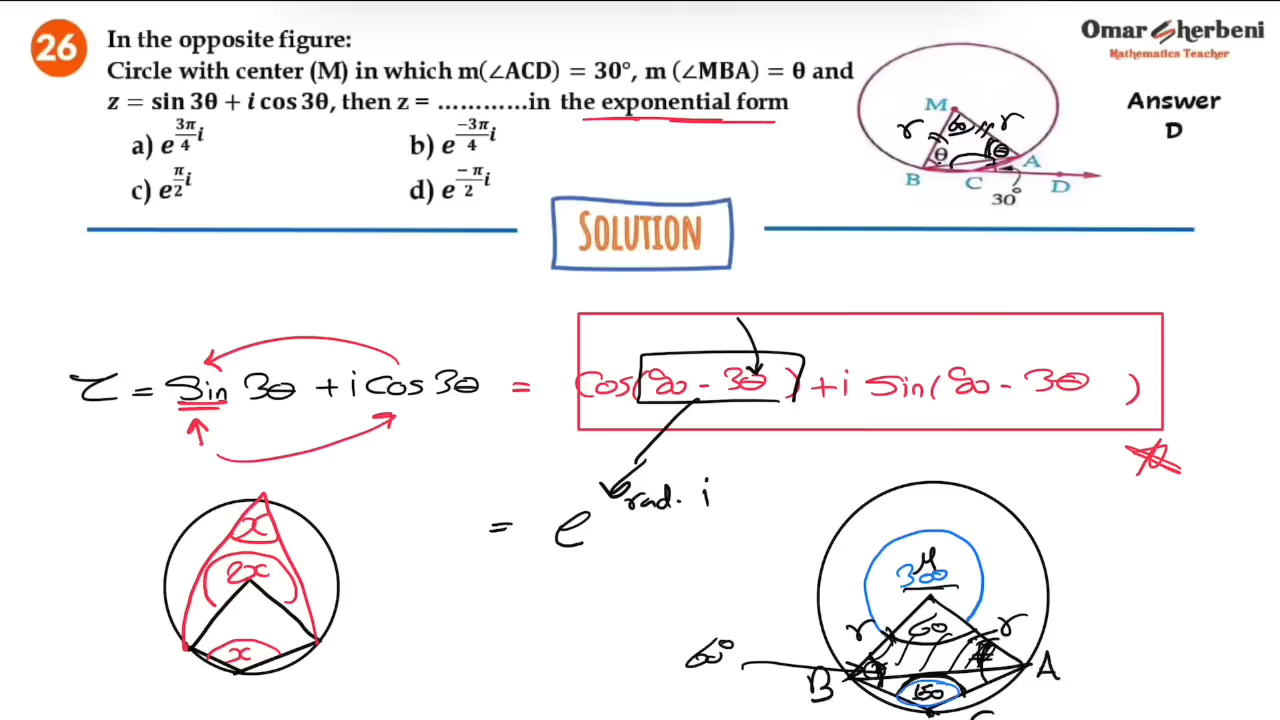 26 In the opposite figure:
Circle with center (M) in which m(∠ACD) = 30°, m (∠MBA) = θ and
z = sin 3θ + i cos 3θ, then z = ............in the exponential form
a) e^(3π/4 i) b) e^(-3π/4 i)
c) e^(π/2 i) d) e^(-π/2 i)
Omar Sherbeni
Mathematics Teacher
Answer
D
M
r 60 r
θ θ A
B C D
30°
SOLUTION
Z = Sin 3θ + i Cos 3θ = Cos(90 - 3θ) + i Sin(90 - 3θ)
= e^(rad. i)
x
2x
x
M
300
r 60 r
60°
B A
150
C